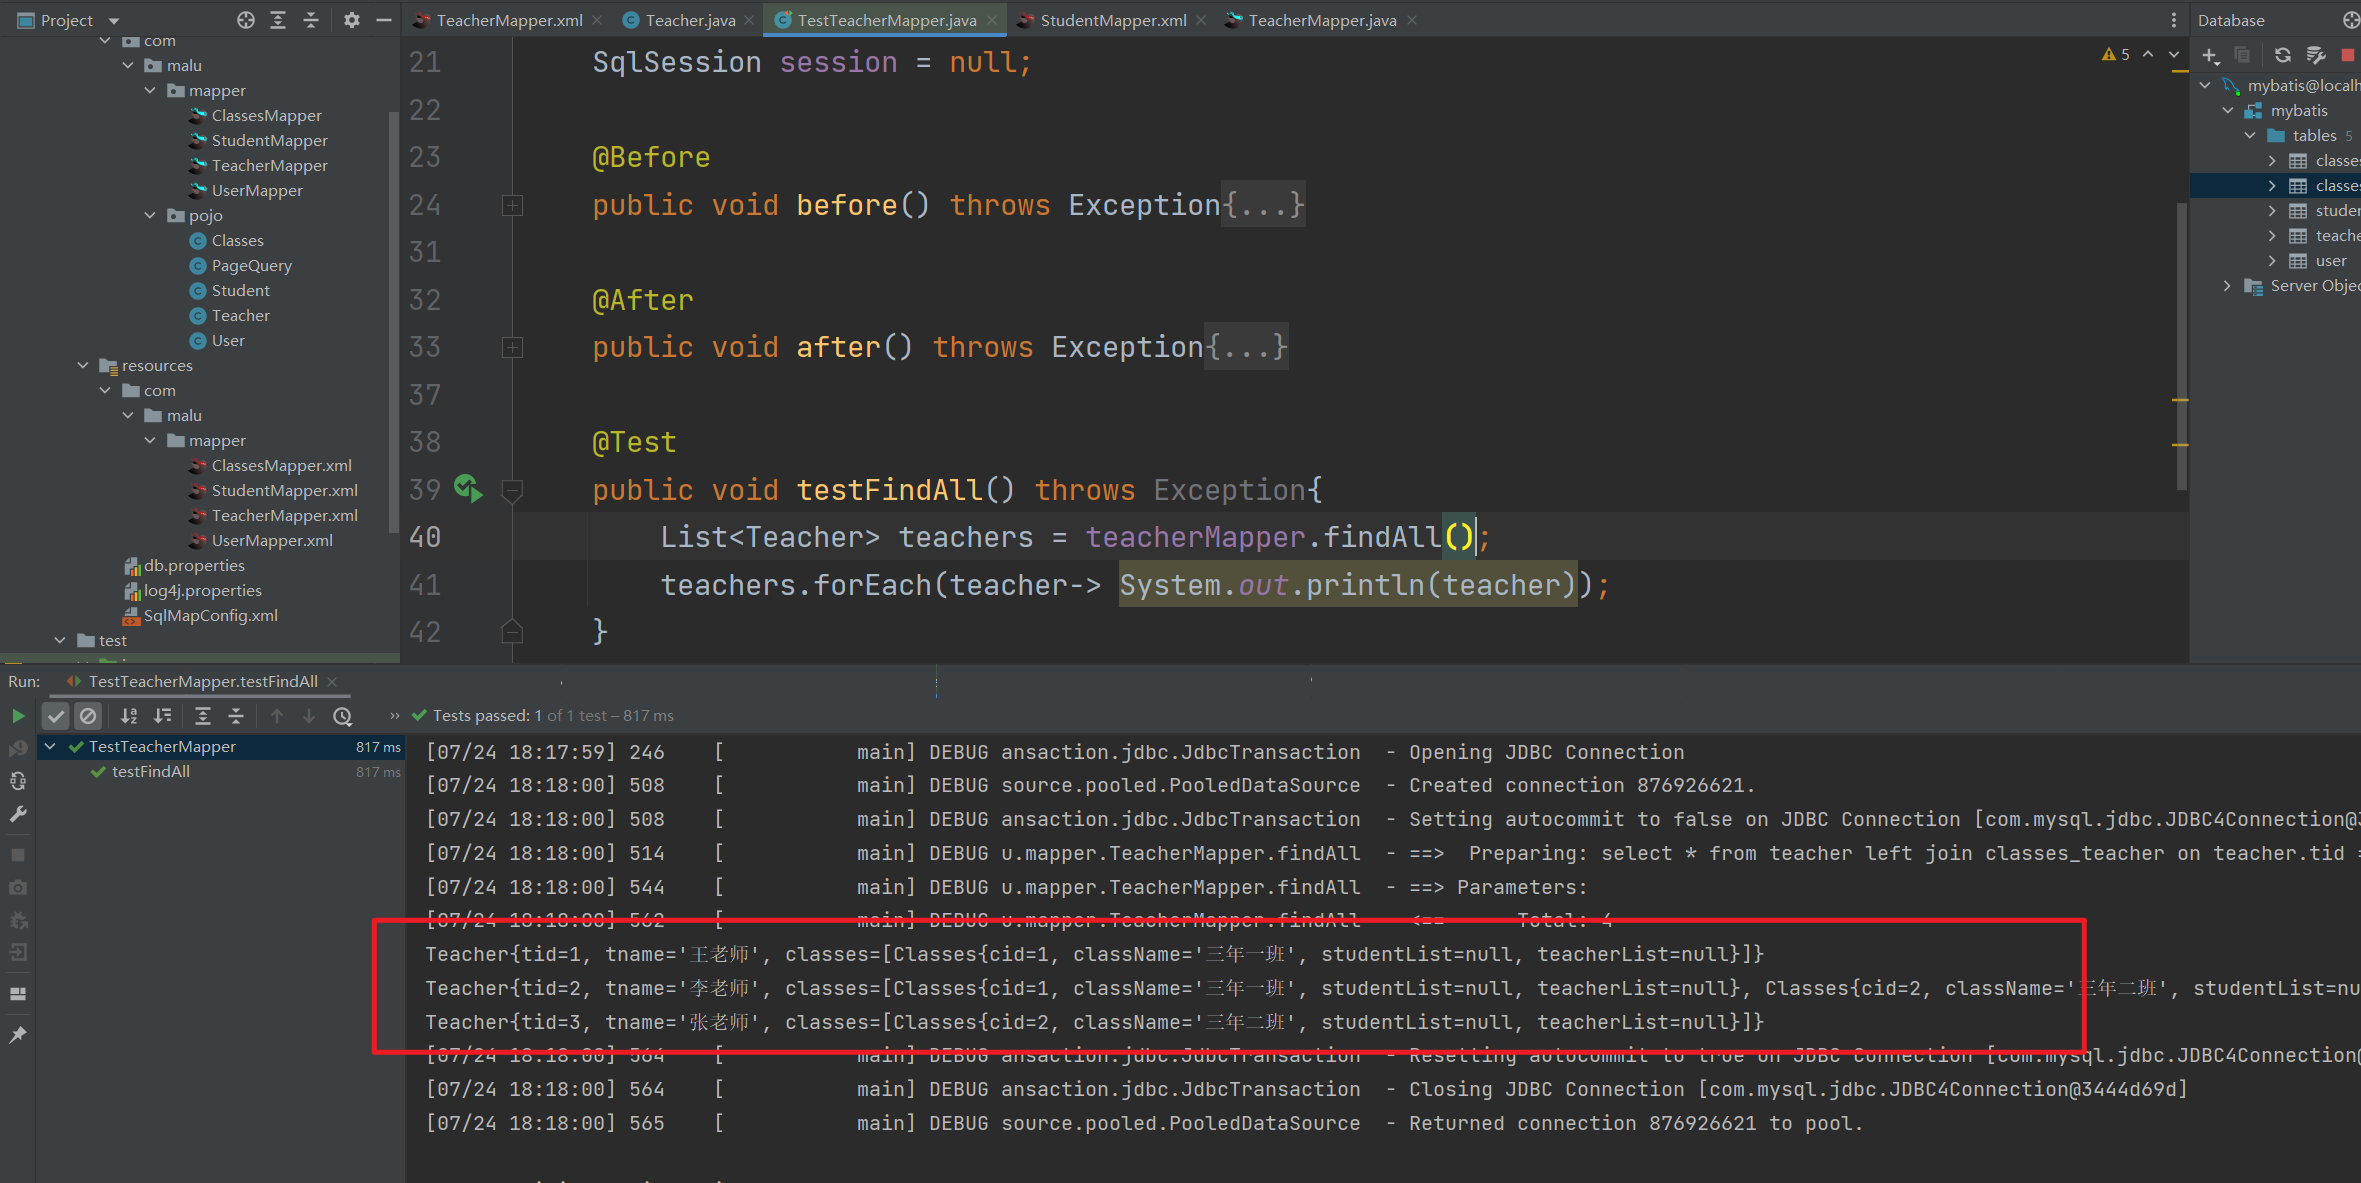 Project
TeacherMapper.xml
Teacher.java
TestTeacherMapper.java
StudentMapper.xml
TeacherMapper.java
Database
com
malu
mapper
ClassesMapper
StudentMapper
TeacherMapper
UserMapper
pojo
Classes
PageQuery
Student
Teacher
User
resources
com
malu
mapper
ClassesMapper.xml
StudentMapper.xml
TeacherMapper.xml
UserMapper.xml
db.properties
log4j.properties
SqlMapConfig.xml
test
5
21 SqlSession session = null;
22
23 @Before
24 public void before() throws Exception{...}
31
32 @After
33 public void after() throws Exception{...}
37
38 @Test
39 public void testFindAll() throws Exception{
40 List<Teacher> teachers = teacherMapper.findAll();
41 teachers.forEach(teacher-> System.out.println(teacher));
42 }
mybatis@localh
mybatis
tables 5
classes
classes
studen
teache
user
Server Objec
Run: TestTeacherMapper.testFindAll
Tests passed: 1 of 1 test – 817 ms
TestTeacherMapper 817 ms
testFindAll 817 ms
[07/24 18:17:59] 246 [ main] DEBUG ansaction.jdbc.JdbcTransaction - Opening JDBC Connection
[07/24 18:18:00] 508 [ main] DEBUG source.pooled.PooledDataSource - Created connection 876926621.
[07/24 18:18:00] 508 [ main] DEBUG ansaction.jdbc.JdbcTransaction - Setting autocommit to false on JDBC Connection [com.mysql.jdbc.JDBC4Connection@3
[07/24 18:18:00] 514 [ main] DEBUG u.mapper.TeacherMapper.findAll - ==> Preparing: select * from teacher left join classes_teacher on teacher.tid =
[07/24 18:18:00] 544 [ main] DEBUG u.mapper.TeacherMapper.findAll - ==> Parameters:
[07/24 18:18:00] 562 [ main] DEBUG u.mapper.TeacherMapper.findAll - <== Total: 4
Teacher{tid=1, tname='王老师', classes=[Classes{cid=1, className='三年一班', studentList=null, teacherList=null}]}
Teacher{tid=2, tname='李老师', classes=[Classes{cid=1, className='三年一班', studentList=null, teacherList=null}, Classes{cid=2, className='三年二班', studentList=nu
Teacher{tid=3, tname='张老师', classes=[Classes{cid=2, className='三年二班', studentList=null, teacherList=null}]}
[07/24 18:18:00] 564 [ main] DEBUG ansaction.jdbc.JdbcTransaction - Resetting autocommit to true on JDBC Connection [com.mysql.jdbc.JDBC4Connection@
[07/24 18:18:00] 564 [ main] DEBUG ansaction.jdbc.JdbcTransaction - Closing JDBC Connection [com.mysql.jdbc.JDBC4Connection@3444d69d]
[07/24 18:18:00] 565 [ main] DEBUG source.pooled.PooledDataSource - Returned connection 876926621 to pool.